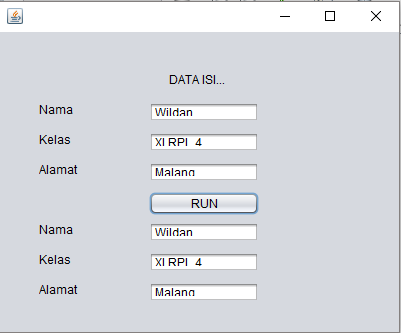 DATA ISI...
Nama Wildan
Kelas XI RPL 4
Alamat Malang
RUN
Nama Wildan
Kelas XI RPL 4
Alamat Malang